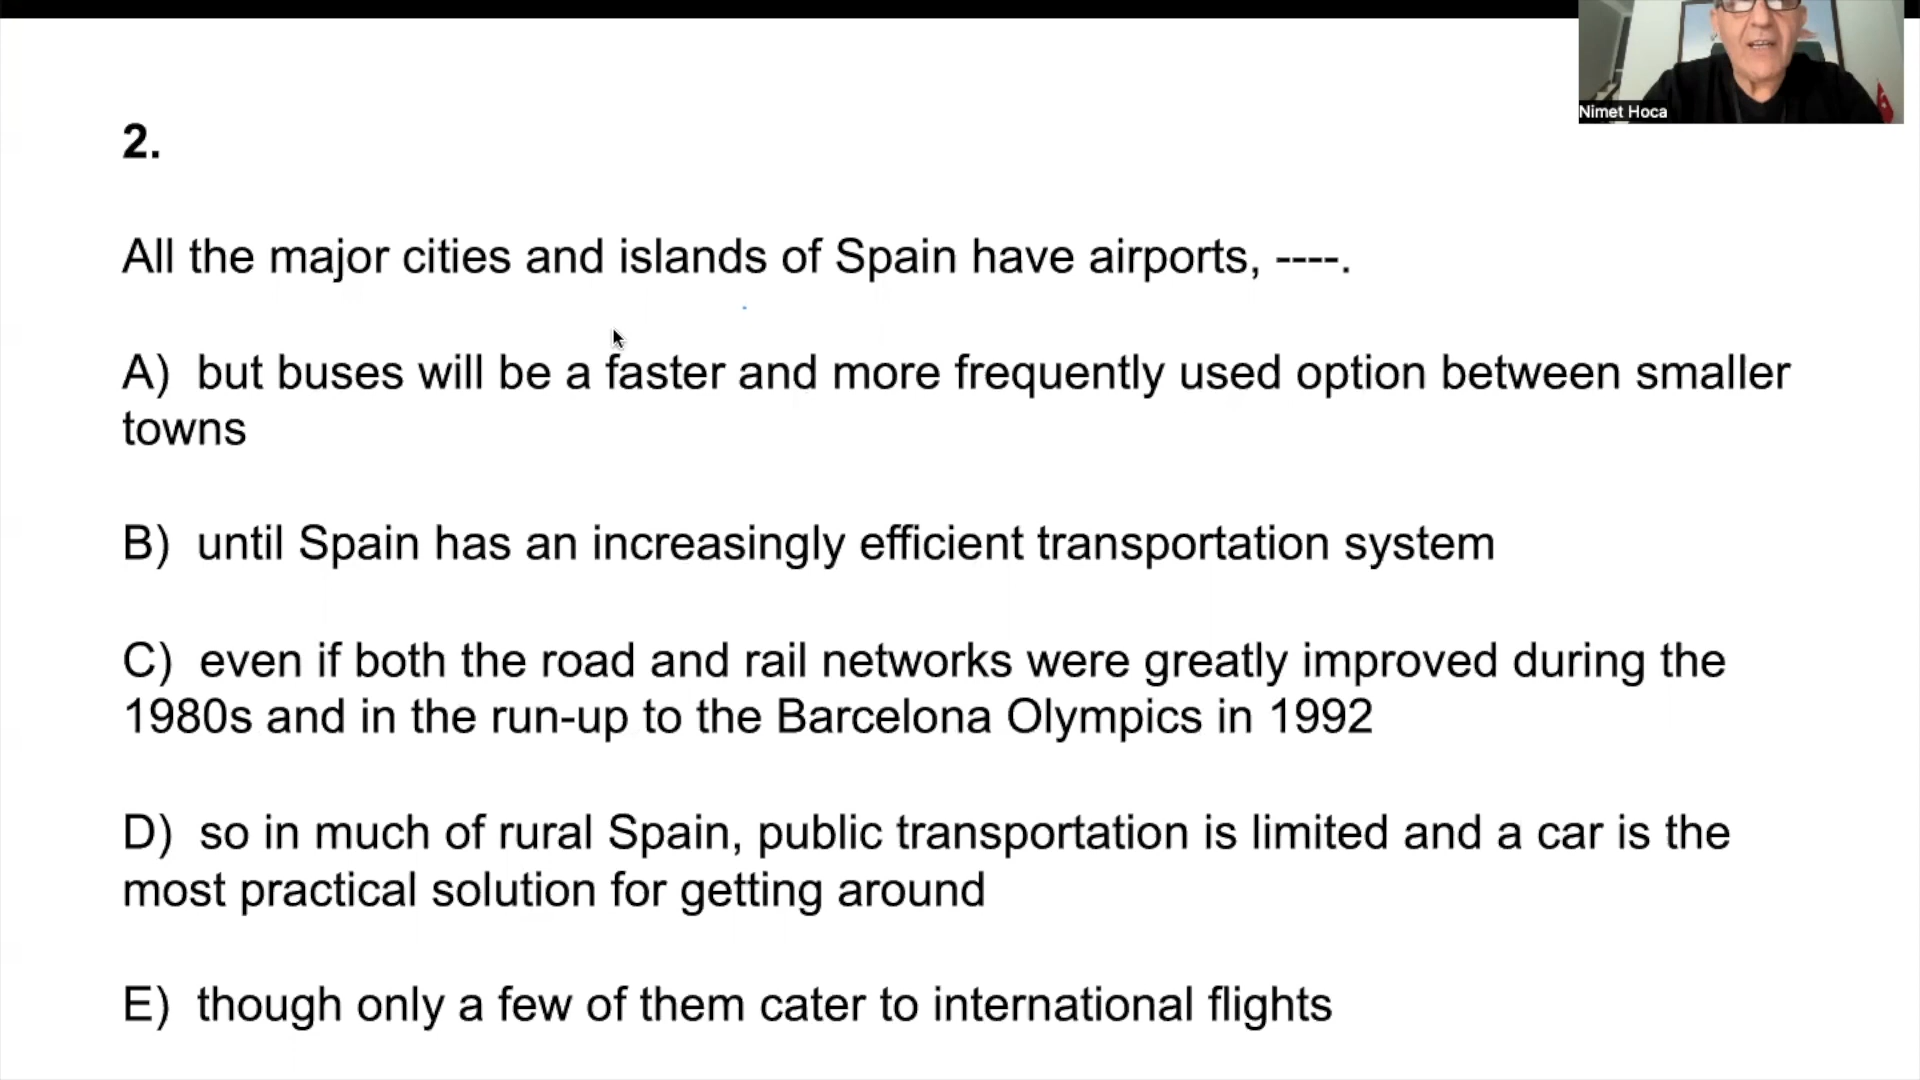 Nimet Hoca
2.
All the major cities and islands of Spain have airports, ----.
A)  but buses will be a faster and more frequently used option between smaller
towns
B)  until Spain has an increasingly efficient transportation system
C)  even if both the road and rail networks were greatly improved during the
1980s and in the run-up to the Barcelona Olympics in 1992
D)  so in much of rural Spain, public transportation is limited and a car is the
most practical solution for getting around
E)  though only a few of them cater to international flights